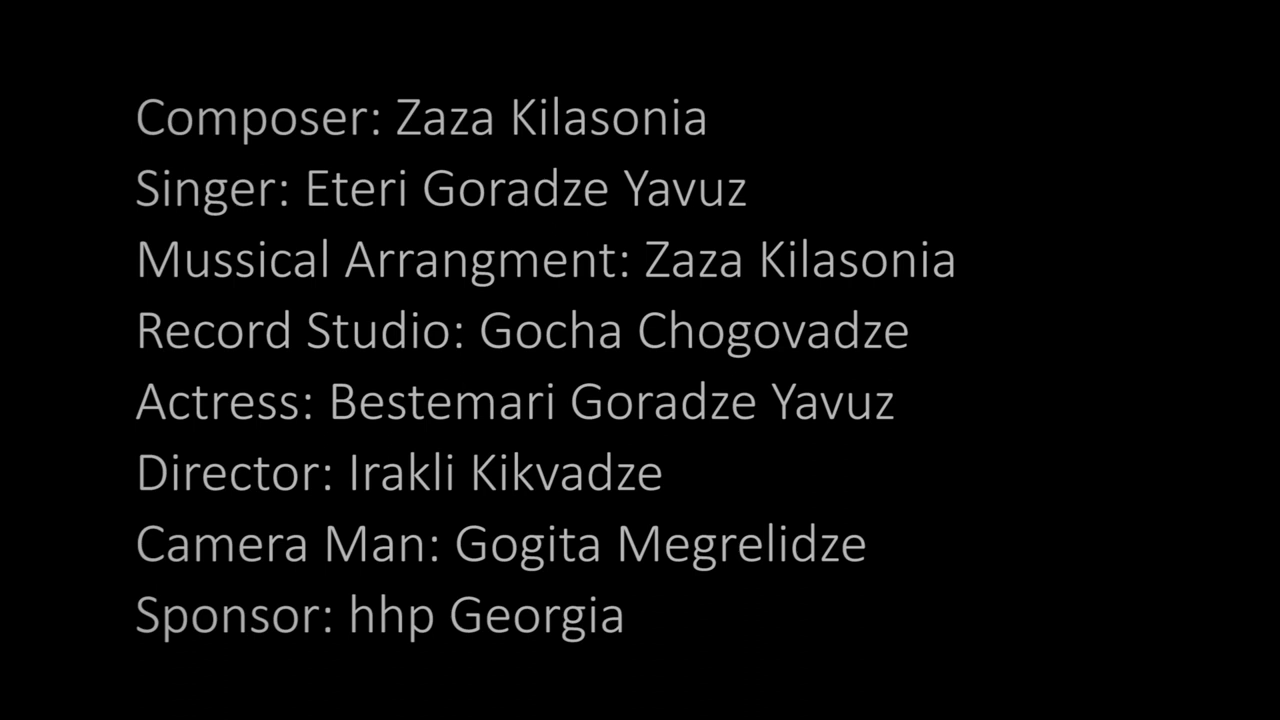 Composer: Zaza Kilasonia
Singer: Eteri Goradze Yavuz
Mussical Arrangment: Zaza Kilasonia
Record Studio: Gocha Chogovadze
Actress: Bestemari Goradze Yavuz
Director: Irakli Kikvadze
Camera Man: Gogita Megrelidze
Sponsor: hhp Georgia